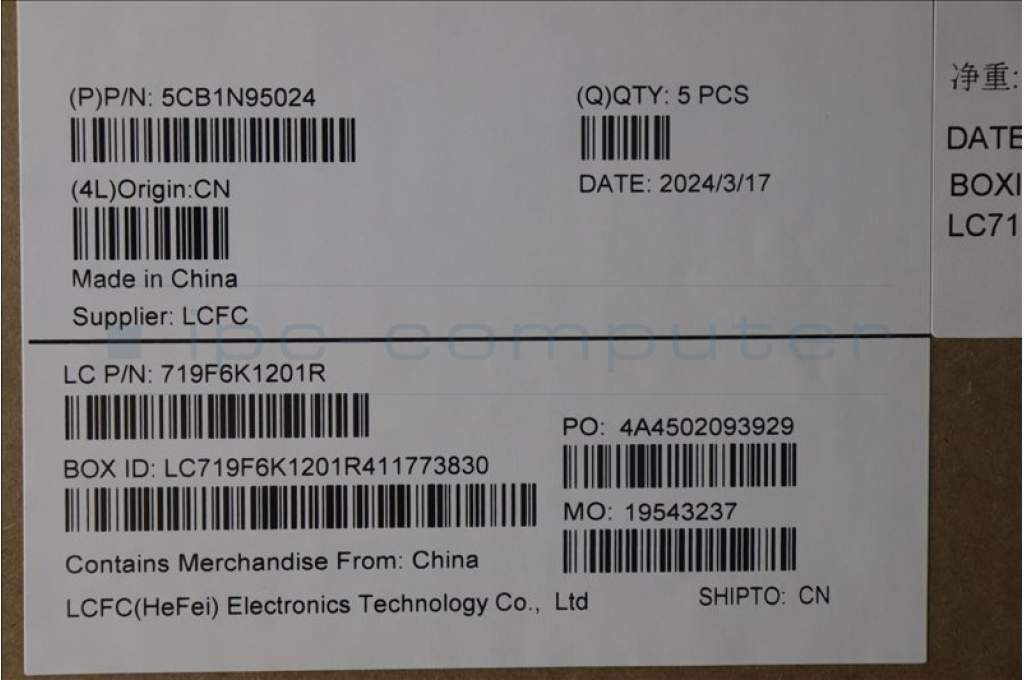 (P)P/N: 5CB1N95024
(Q)QTY: 5 PCS
(4L)Origin:CN
DATE: 2024/3/17
Made in China
Supplier: LCFC
ipc-computer
LC P/N: 719F6K1201R
PO: 4A4502093929
BOX ID: LC719F6K1201R411773830
MO: 19543237
Contains Merchandise From: China
LCFC(HeFei) Electronics Technology Co., Ltd
SHIPTO: CN
净重:
DATE
BOXI
LC71